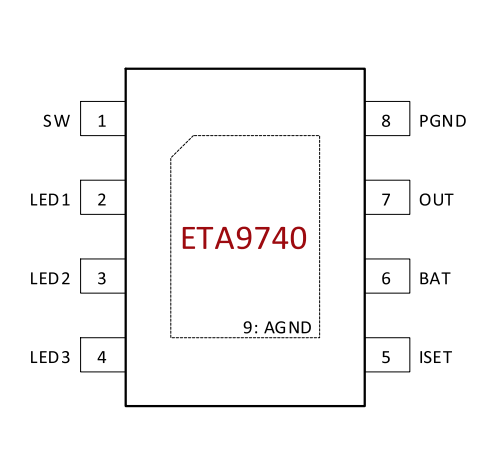 SW 1 8 PGND
LED1 2 7 OUT
ETA9740
LED2 3 6 BAT
9: AGND
LED3 4 5 ISET